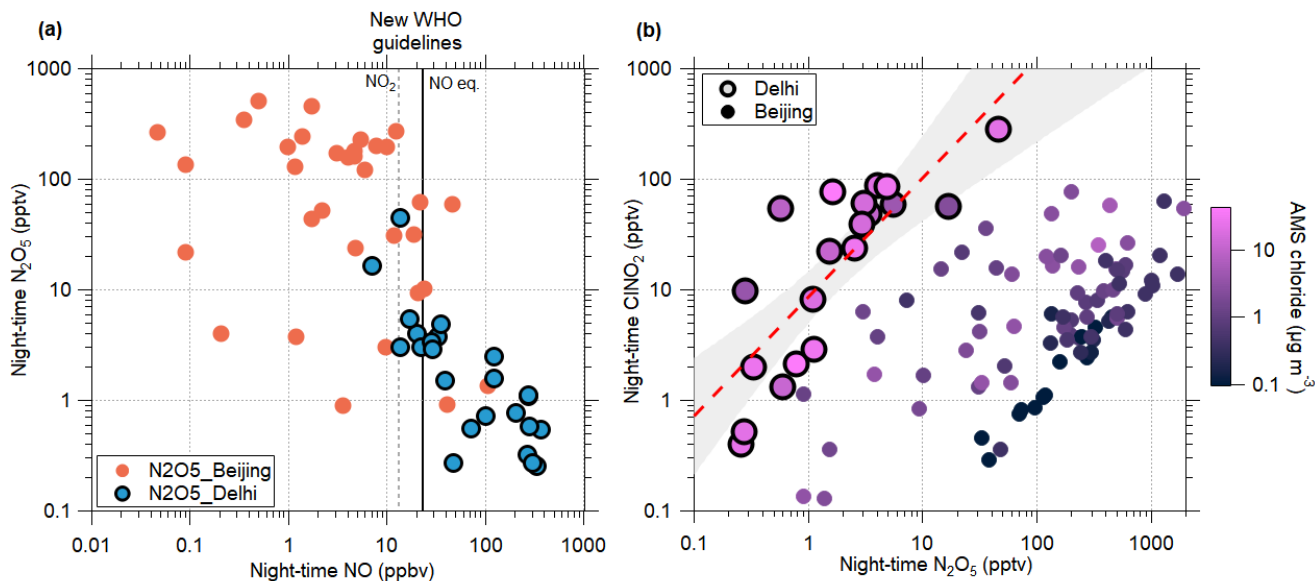 (a)
New WHO
guidelines
NO₂
NO eq.
Night-time N₂O₅ (pptv)
1000
100
10
1
0.1
N2O5_Beijing
N2O5_Delhi
0.01
0.1
1
10
100
1000
Night-time NO (ppbv)
(b)
Delhi
Beijing
Night-time ClNO₂ (pptv)
1000
100
10
1
0.1
0.1
1
10
100
1000
Night-time N₂O₅ (pptv)
10
1
0.1
AMS chloride (µg m⁻³)